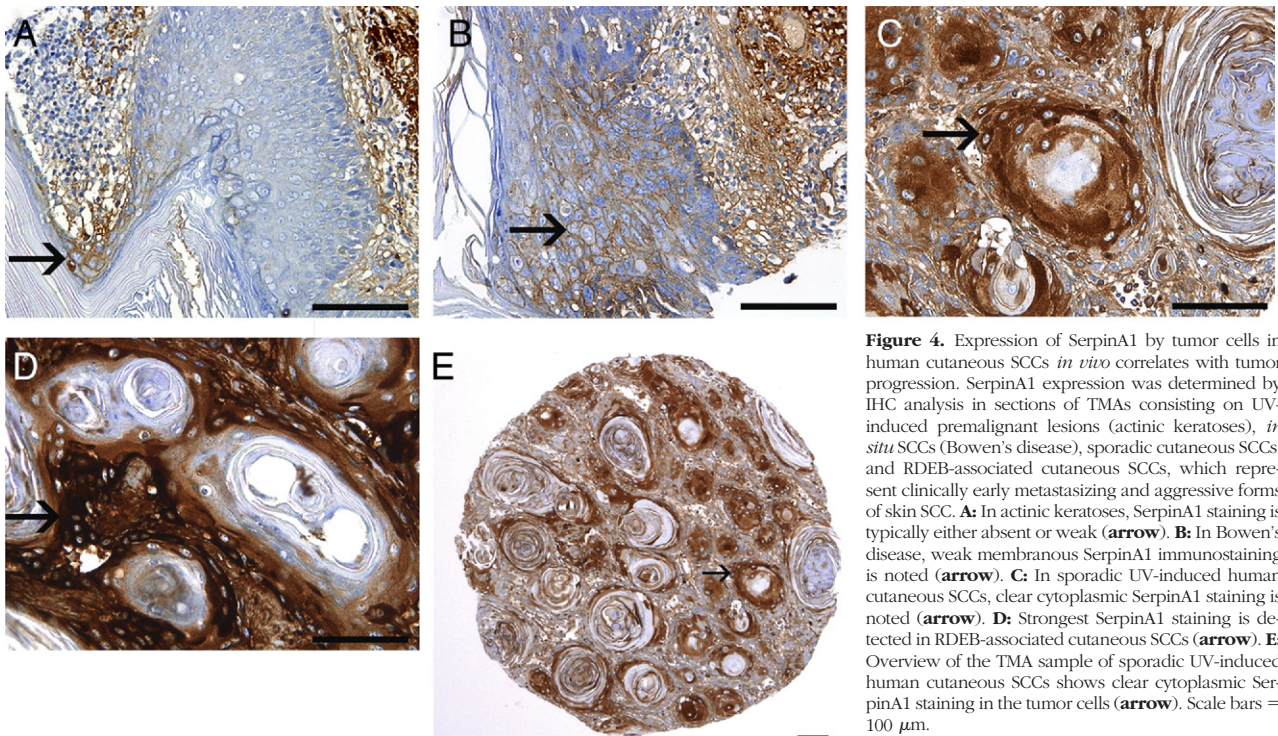 A
B
C
D
E
Figure 4. Expression of SerpinA1 by tumor cells in
human cutaneous SCCs in vivo correlates with tumor
progression. SerpinA1 expression was determined by
IHC analysis in sections of TMAs consisting on UV-
induced premalignant lesions (actinic keratoses), in
situ SCCs (Bowen's disease), sporadic cutaneous SCCs
and RDEB-associated cutaneous SCCs, which repre-
sent clinically early metastasizing and aggressive forms
of skin SCC. A: In actinic keratoses, SerpinA1 staining is
typically either absent or weak (arrow). B: In Bowen's
disease, weak membranous SerpinA1 immunostaining
is noted (arrow). C: In sporadic UV-induced human
cutaneous SCCs, clear cytoplasmic SerpinA1 staining is
noted (arrow). D: Strongest SerpinA1 staining is de-
tected in RDEB-associated cutaneous SCCs (arrow). E:
Overview of the TMA sample of sporadic UV-induced
human cutaneous SCCs shows clear cytoplasmic Ser-
pinA1 staining in the tumor cells (arrow). Scale bars =
100 μm.